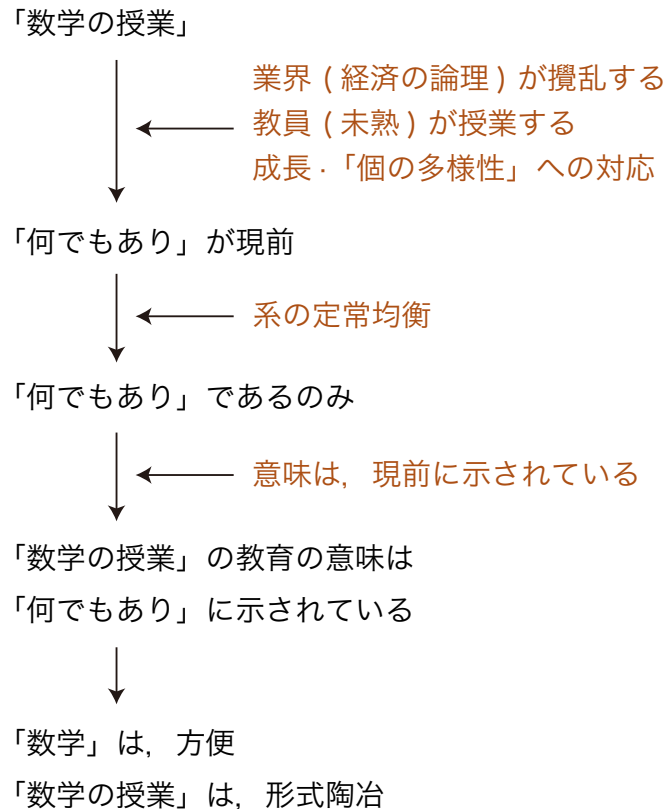 「数学の授業」
業界 ( 経済の論理 ) が攪乱する
教員 ( 未熟 ) が授業する
成長・「個の多様性」への対応
「何でもあり」が現前
系の定常均衡
「何でもあり」であるのみ
意味は，現前に示されている
「数学の授業」の教育の意味は
「何でもあり」に示されている
「数学」は，方便
「数学の授業」は，形式陶冶